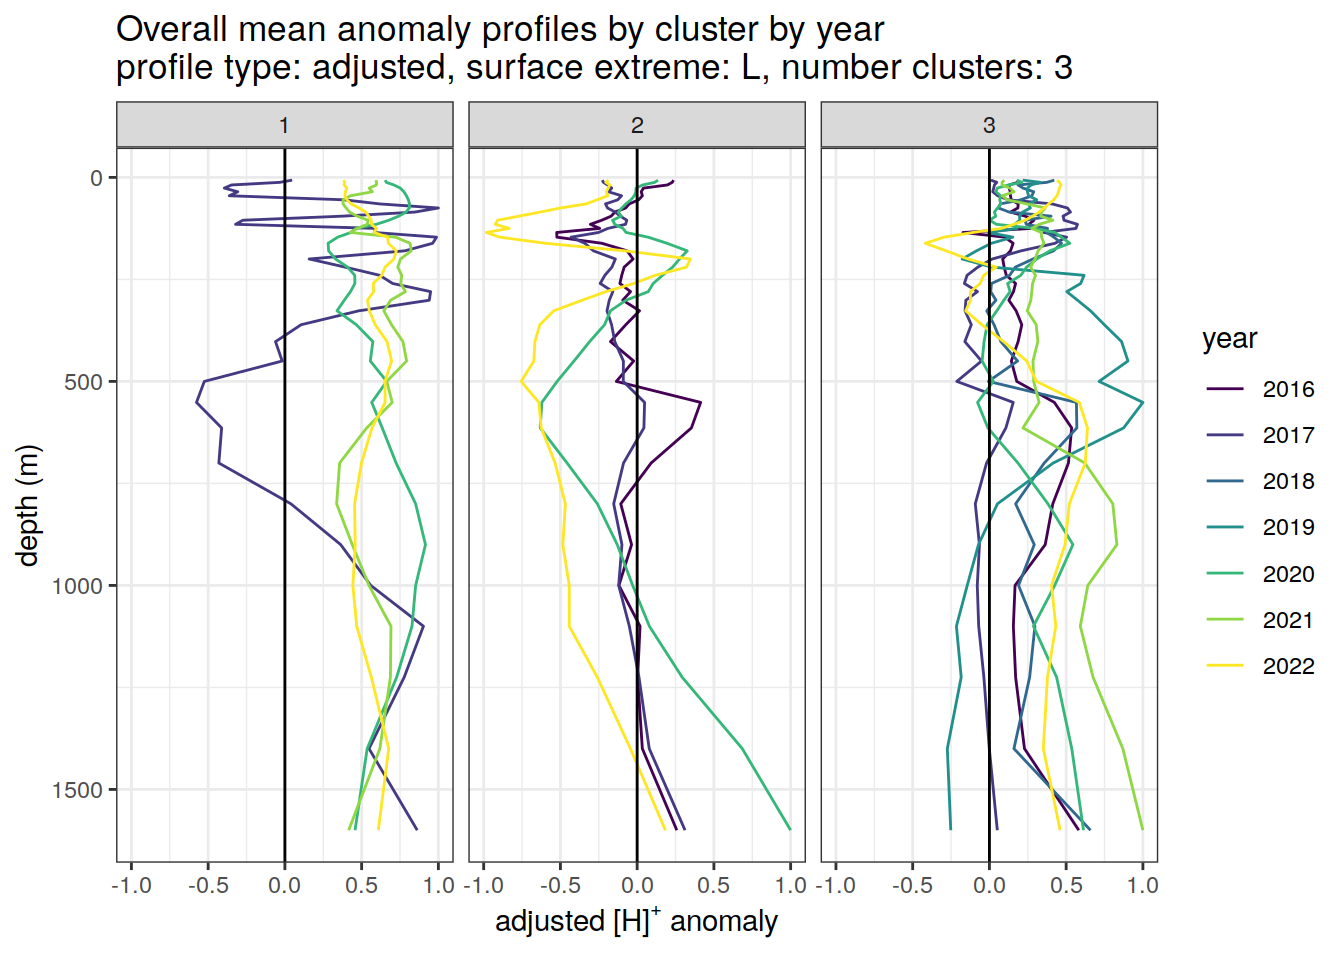 Overall mean anomaly profiles by cluster by year
profile type: adjusted, surface extreme: L, number clusters: 3
1 2 3
0
500
1000
1500
depth (m)
-1.0 -0.5 0.0 0.5 1.0 -1.0 -0.5 0.0 0.5 1.0 -1.0 -0.5 0.0 0.5 1.0
adjusted [H]⁺ anomaly
year
2016
2017
2018
2019
2020
2021
2022